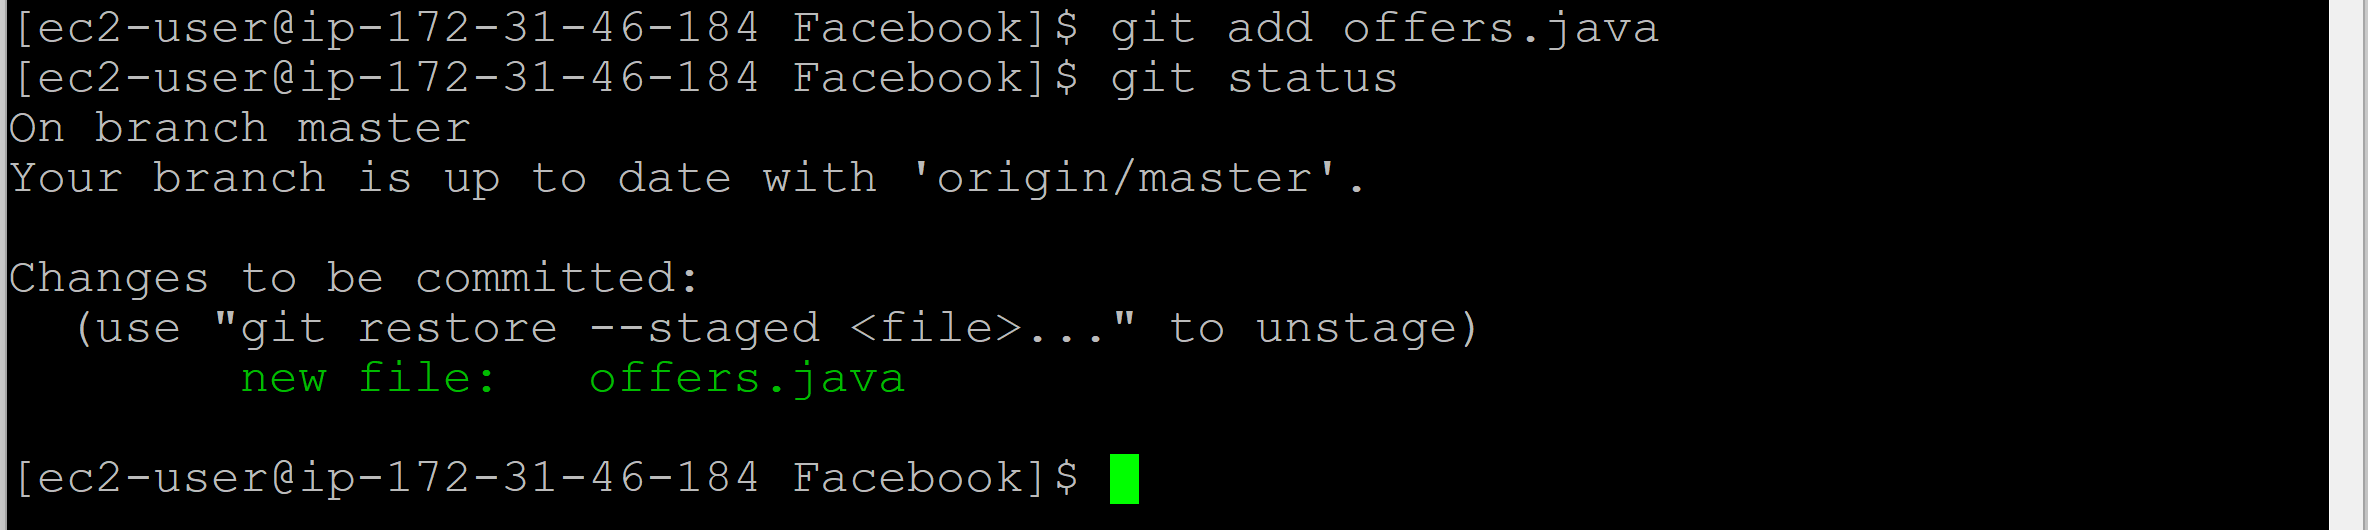 [ec2-user@ip-172-31-46-184 Facebook]$ git add offers.java
[ec2-user@ip-172-31-46-184 Facebook]$ git status
On branch master
Your branch is up to date with 'origin/master'.
Changes to be committed:
  (use "git restore --staged <file>..." to unstage)
        new file:   offers.java
[ec2-user@ip-172-31-46-184 Facebook]$